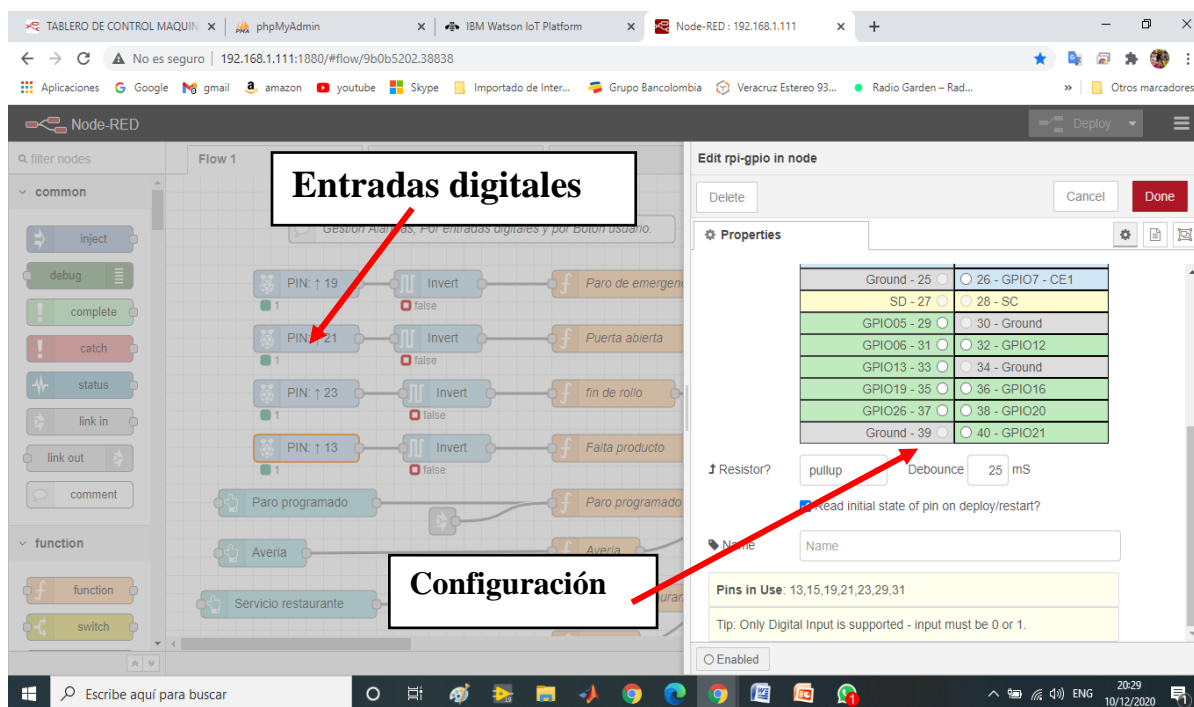 TABLERO DE CONTROL MAQUIN
phpMyAdmin
IBM Watson IoT Platform
Node-RED : 192.168.1.111
No es seguro | 192.168.1.111:1880/#flow/9b0b5202.38838
Aplicaciones
Google
gmail
amazon
youtube
Skype
Importado de Inter...
Grupo Bancolombia
Veracruz Estereo 93...
Radio Garden – Rad...
»
Otros marcadores
Node-RED
Deploy
filter nodes
Flow 1
Entradas digitales
common
inject
debug
complete
catch
status
link in
link out
comment
function
function
switch
Gestion Alarmas, Por entradas digitales y por Boton usuario.
PIN: ↑ 19
Invert
Paro de emergen
1
false
PIN: ↑ 21
Invert
Puerta abierta
1
false
PIN: ↑ 23
Invert
fin de rollo
1
false
PIN: ↑ 13
Invert
Falta producto
1
false
Paro programado
Paro programado
Averia
Averia
Servicio restaurante
Configuración
Edit rpi-gpio in node
Delete
Cancel
Done
Properties
Ground - 25
26 - GPIO7 - CE1
SD - 27
28 - SC
GPIO05 - 29
30 - Ground
GPIO06 - 31
32 - GPIO12
GPIO13 - 33
34 - Ground
GPIO19 - 35
36 - GPIO16
GPIO26 - 37
38 - GPIO20
Ground - 39
40 - GPIO21
Resistor?
pullup
Debounce
25
mS
Read initial state of pin on deploy/restart?
Name
Name
Pins in Use: 13,15,19,21,23,29,31
Tip: Only Digital Input is supported - input must be 0 or 1.
Enabled
Escribe aquí para buscar
ENG
20:29
10/12/2020